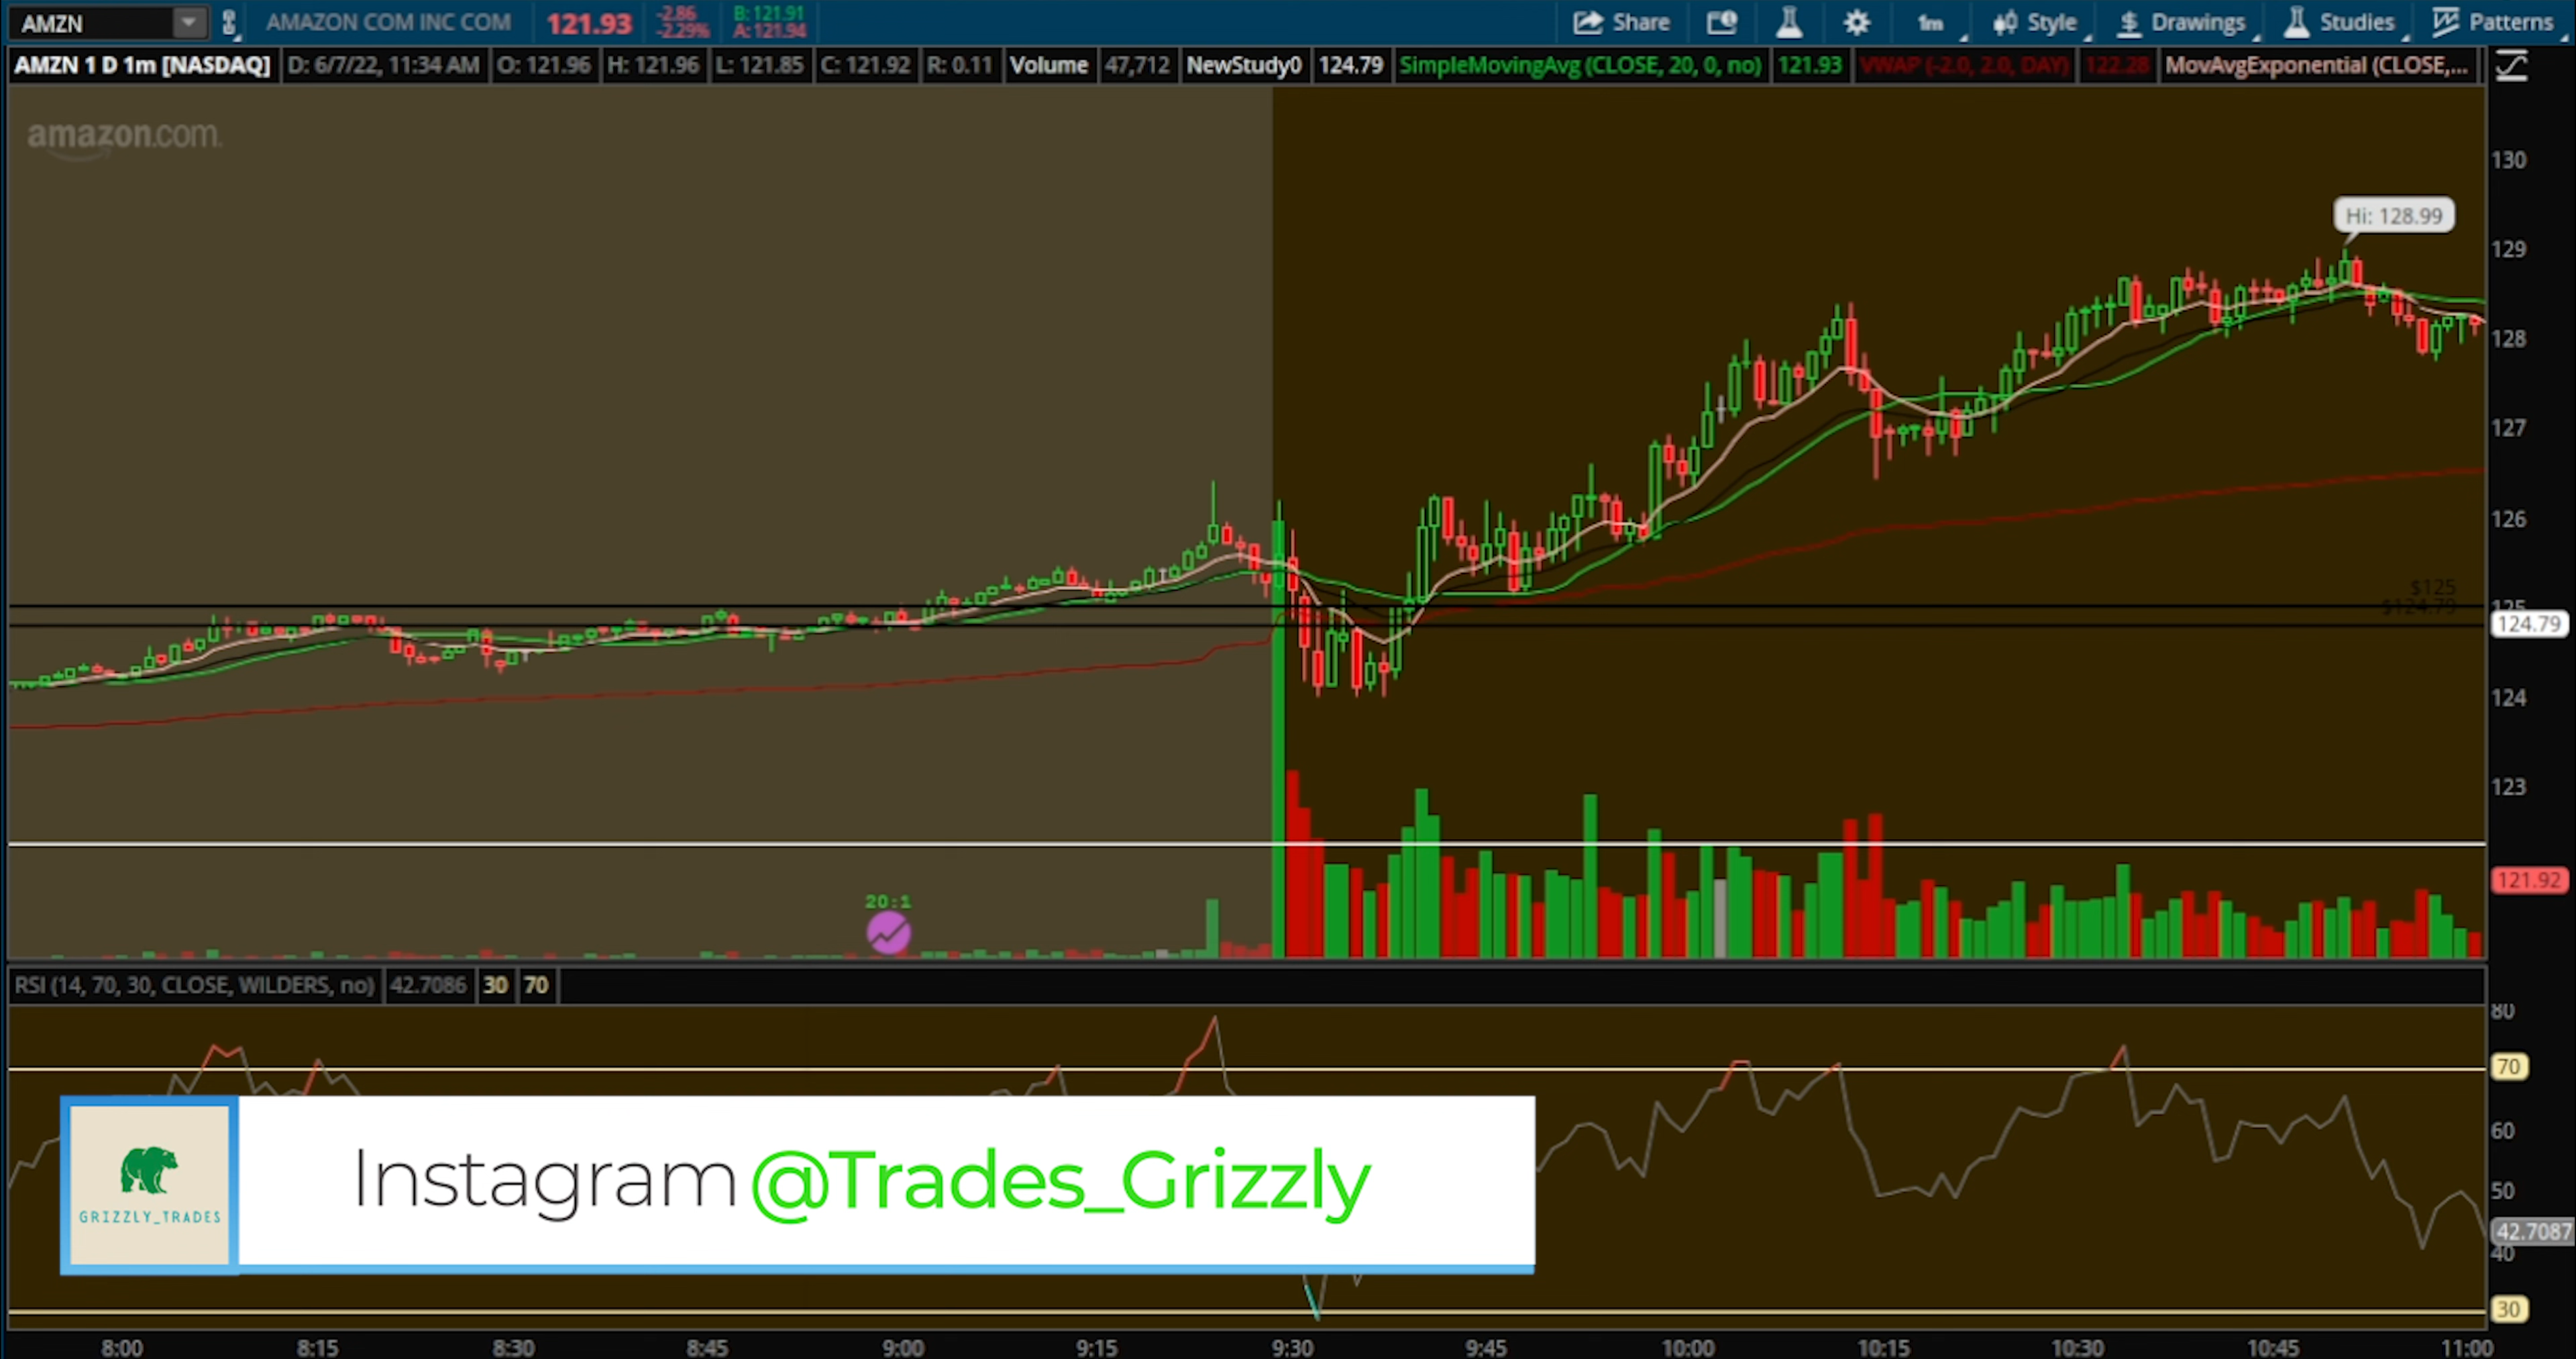 AMZN AMAZON COM INC COM 121.93 -2.86 B: 121.91 Share 1m Style Drawings Studies Patterns
-2.29% A: 121.94
AMZN 1 D 1m [NASDAQ] D: 6/7/22, 11:34 AM O: 121.96 H: 121.96 L: 121.85 C: 121.92 R: 0.11 Volume 47,712 NewStudy0 124.79 SimpleMovingAvg (CLOSE, 20, 0, no) 121.93 VWAP (-2.0, 2.0, DAY) 122.28 MovAvgExponential (CLOSE,...
amazon.com.
130
Hi: 128.99
129
128
127
126
$125
125
$124.79
124.79
124
123
121.92
20:1
RSI (14, 70, 30, CLOSE, WILDERS, no) 42.7086 30 70
80
70
60
50
42.7087
40
30
Instagram @Trades_Grizzly
GRIZZLY_TRADES
8:00 8:15 8:30 8:45 9:00 9:15 9:30 9:45 10:00 10:15 10:30 10:45 11:00